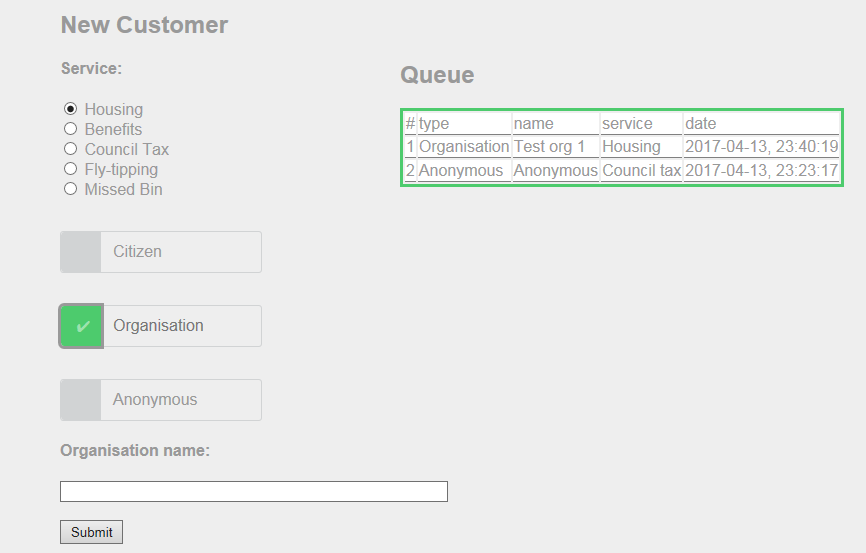 New Customer
Service:
Housing
Benefits
Council Tax
Fly-tipping
Missed Bin
Citizen
✔ Organisation
Anonymous
Organisation name:
Submit
Queue
# type name service date
1 Organisation Test org 1 Housing 2017-04-13, 23:40:19
2 Anonymous Anonymous Council tax 2017-04-13, 23:23:17